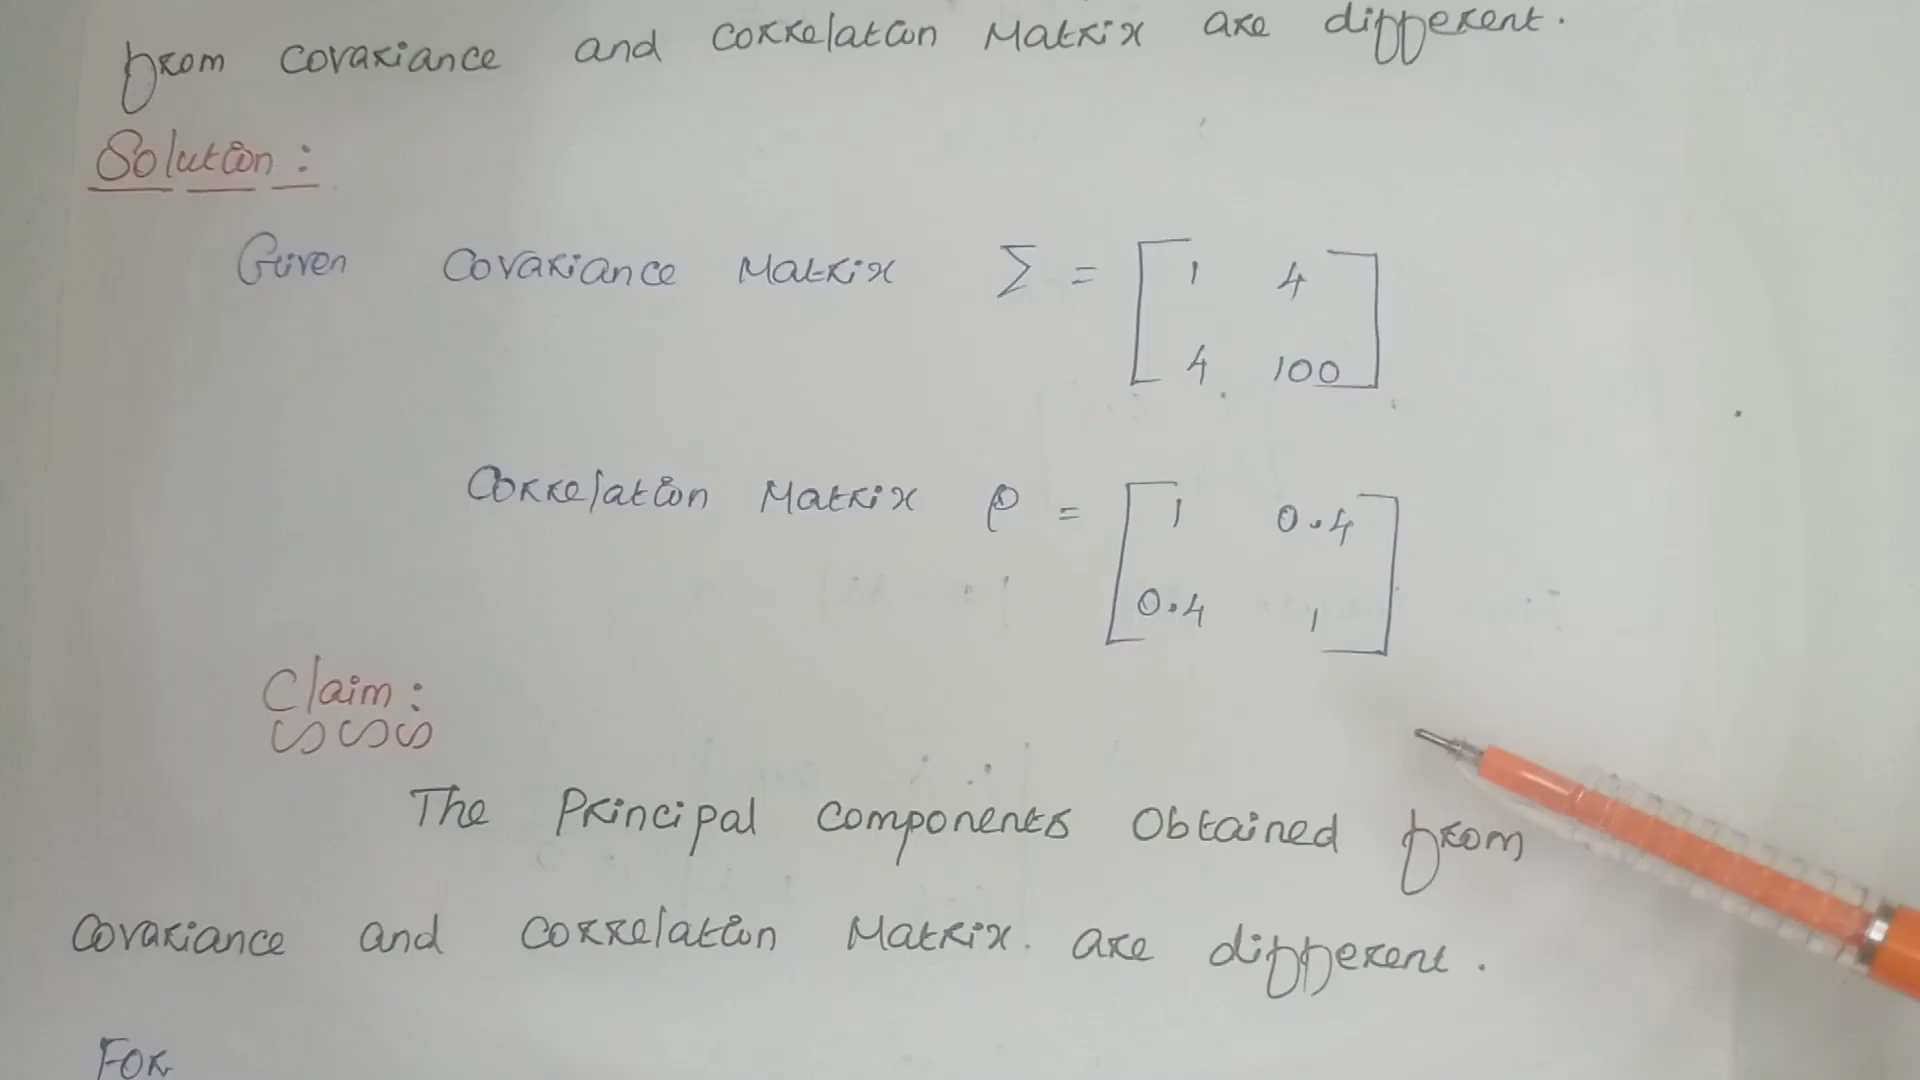 from covariance and correlation Matrix are different.
Solution:
Given Covariance Matrix Σ = [1 4
4 100]
Correlation Matrix ρ = [1 0.4
0.4 1]
Claim:
The Principal components Obtained from
Covariance and Correlation Matrix are different.
For